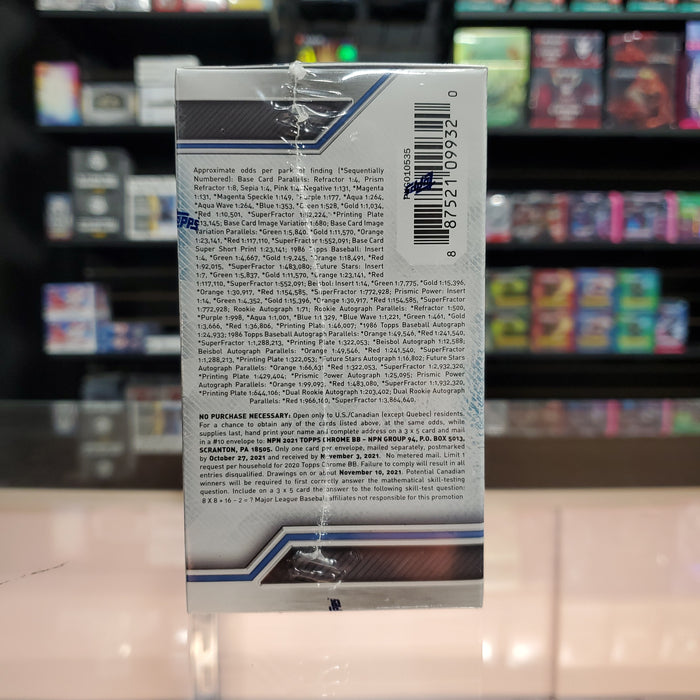 0
8 87521 09932
010535
TOPPS
Approximate odds per pack of finding (*Sequentially
Numbered): Base Card Parallels: Refractor 1:4, Prism
Refractor 1:8, Sepia 1:4, Pink 1:4, Negative 1:131, *Magenta
1:131, *Magenta Speckle 1:149, *Purple 1:177, *Aqua 1:264,
*Aqua Wave 1:264, *Blue 1:353, *Green 1:528, *Gold 1:1,034,
*Red 1:10,501, *SuperFractor 1:52,224, *Printing Plate
1:13,145; Base Card Image Variation 1:680; Base Card Image
Variation Parallels: *Green 1:5,840, *Gold 1:11,570, *Orange
1:23,141, *Red 1:117,110, *SuperFractor 1:552,091; Base Card
Super Short Print 1:23,141; 1986 Topps Baseball: Insert
1:4, *Green 1:4,667, *Gold 1:9,245, *Orange 1:18,491, *Red
1:92,015, *SuperFractor 1:483,080; Future Stars: Insert
1:7, *Green 1:5,837, *Gold 1:11,570, *Orange 1:23,141, *Red
1:117,110, *SuperFractor 1:552,091; Beisbol: Insert 1:14, *Green 1:7,775, *Gold 1:15,396,
*Orange 1:30,917, *Red 1:154,585, *SuperFractor 1:772,928; Prismic Power: Insert
1:14, *Green 1:4,352, *Gold 1:15,396, *Orange 1:30,917, *Red 1:154,585, *SuperFractor
1:772,928; Rookie Autograph 1:71; Rookie Autograph Parallels: *Refractor 1:500,
*Purple 1:998, *Aqua 1:1,001, *Blue 1:1,329, *Blue Wave 1:1,221, *Green 1:461, *Gold
1:3,666, *Red 1:36,806, *Printing Plate 1:46,007; *1986 Topps Baseball Autograph
1:24,933; 1986 Topps Baseball Autograph Parallels: *Orange 1:49,546, *Red 1:241,540,
*SuperFractor 1:1,288,213, *Printing Plate 1:322,053; *Beisbol Autograph 1:12,588;
Beisbol Autograph Parallels: *Orange 1:49,546, *Red 1:241,540, *SuperFractor
1:1,288,213, *Printing Plate 1:322,053; *Future Stars Autograph 1:16,802; Future Stars
Autograph Parallels: *Orange 1:66,631, *Red 1:322,053, *SuperFractor 1:2,932,320,
*Printing Plate 1:429,404; *Prismic Power Autograph 1:25,095; Prismic Power
Autograph Parallels: *Orange 1:99,093, *Red 1:483,080, *SuperFractor 1:1,932,320,
*Printing Plate 1:644,106; *Dual Rookie Autograph 1:203,402; Dual Rookie Autograph
Parallels: *Red 1:966,160, *SuperFractor 1:3,864,640.
NO PURCHASE NECESSARY: Open only to U.S./Canadian (except Quebec) residents.
For a chance to obtain any of the cards listed above, at the same odds, while
supplies last, hand print your name and complete address on a 3 x 5 card and mail
in a #10 envelope to: NPN 2021 TOPPS CHROME BB – NPN GROUP 94, P.O. BOX 5013,
SCRANTON, PA 18505. Only one card per envelope, mailed separately, postmarked
by October 27, 2021 and received by November 3, 2021. No metered mail. Limit 1
request per household for 2020 Topps Chrome BB. Failure to comply will result in all
entries disqualified. Drawings on or about November 10, 2021. Potential Canadian
winners will be required to first correctly answer the mathematical skill-testing
question. Include on a 3 x 5 card the answer to the following skill-test question:
8 X 8 + 16 – 2 = ? Major League Baseball affiliates not responsible for this promotion